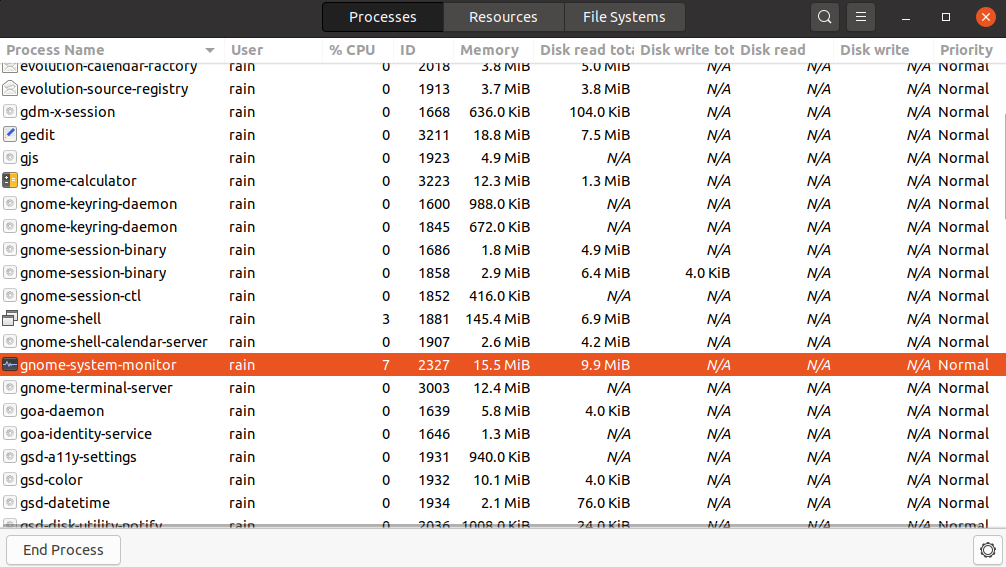 Processes Resources File Systems
Process Name User % CPU ID Memory Disk read tota Disk write tot Disk read Disk write Priority
evolution-calendar-factory rain 0 2018 3.8 MiB 5.0 MiB N/A N/A N/A Normal
evolution-source-registry rain 0 1913 3.7 MiB 3.8 MiB N/A N/A N/A Normal
gdm-x-session rain 0 1668 636.0 KiB 104.0 KiB N/A N/A N/A Normal
gedit rain 0 3211 18.8 MiB 7.5 MiB N/A N/A N/A Normal
gjs rain 0 1923 4.9 MiB N/A N/A N/A N/A Normal
gnome-calculator rain 0 3223 12.3 MiB 1.3 MiB N/A N/A N/A Normal
gnome-keyring-daemon rain 0 1600 988.0 KiB N/A N/A N/A N/A Normal
gnome-keyring-daemon rain 0 1845 672.0 KiB N/A N/A N/A N/A Normal
gnome-session-binary rain 0 1686 1.8 MiB 4.9 MiB N/A N/A N/A Normal
gnome-session-binary rain 0 1858 2.9 MiB 6.4 MiB 4.0 KiB N/A N/A Normal
gnome-session-ctl rain 0 1852 416.0 KiB N/A N/A N/A N/A Normal
gnome-shell rain 3 1881 145.4 MiB 6.9 MiB N/A N/A N/A Normal
gnome-shell-calendar-server rain 0 1907 2.6 MiB 4.2 MiB N/A N/A N/A Normal
gnome-system-monitor rain 7 2327 15.5 MiB 9.9 MiB N/A N/A N/A Normal
gnome-terminal-server rain 0 3003 12.4 MiB N/A N/A N/A N/A Normal
goa-daemon rain 0 1639 5.8 MiB 4.0 KiB N/A N/A N/A Normal
goa-identity-service rain 0 1646 1.3 MiB N/A N/A N/A N/A Normal
gsd-a11y-settings rain 0 1931 940.0 KiB N/A N/A N/A N/A Normal
gsd-color rain 0 1932 10.1 MiB 4.0 KiB N/A N/A N/A Normal
gsd-datetime rain 0 1934 2.1 MiB 76.0 KiB N/A N/A N/A Normal
gsd-disk-utility-notify rain 0 2036 1008.0 KiB 24.0 KiB N/A N/A N/A Normal
End Process